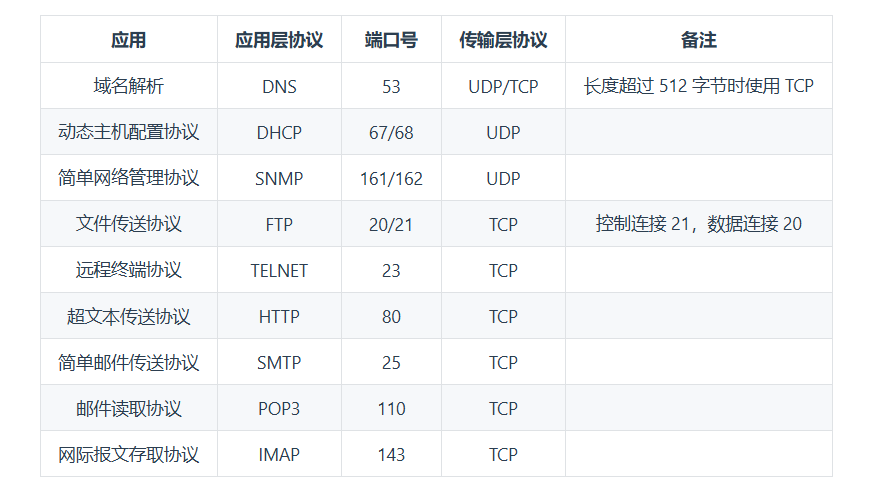 应用 应用层协议 端口号 传输层协议 备注
域名解析 DNS 53 UDP/TCP 长度超过 512 字节时使用 TCP
动态主机配置协议 DHCP 67/68 UDP
简单网络管理协议 SNMP 161/162 UDP
文件传送协议 FTP 20/21 TCP 控制连接 21，数据连接 20
远程终端协议 TELNET 23 TCP
超文本传送协议 HTTP 80 TCP
简单邮件传送协议 SMTP 25 TCP
邮件读取协议 POP3 110 TCP
网际报文存取协议 IMAP 143 TCP